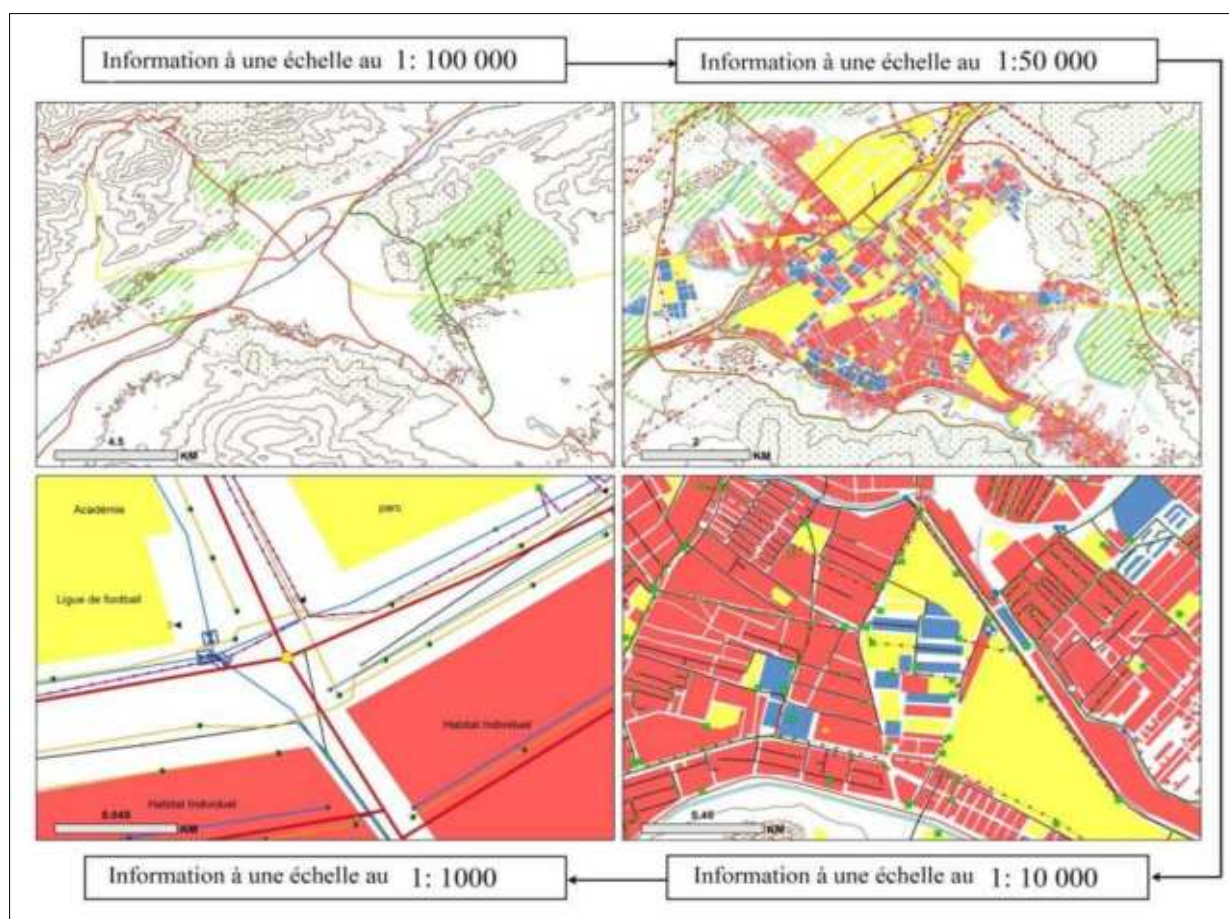 Information à une échelle au 1: 100 000
Information à une échelle au 1:50 000
4.5
KM
2
KM
Académie
parc
Ligue de football
Habitat Individuel
Habitat Individuel
0.045
KM
0.45
KM
Information à une échelle au 1: 1000
Information à une échelle au 1: 10 000